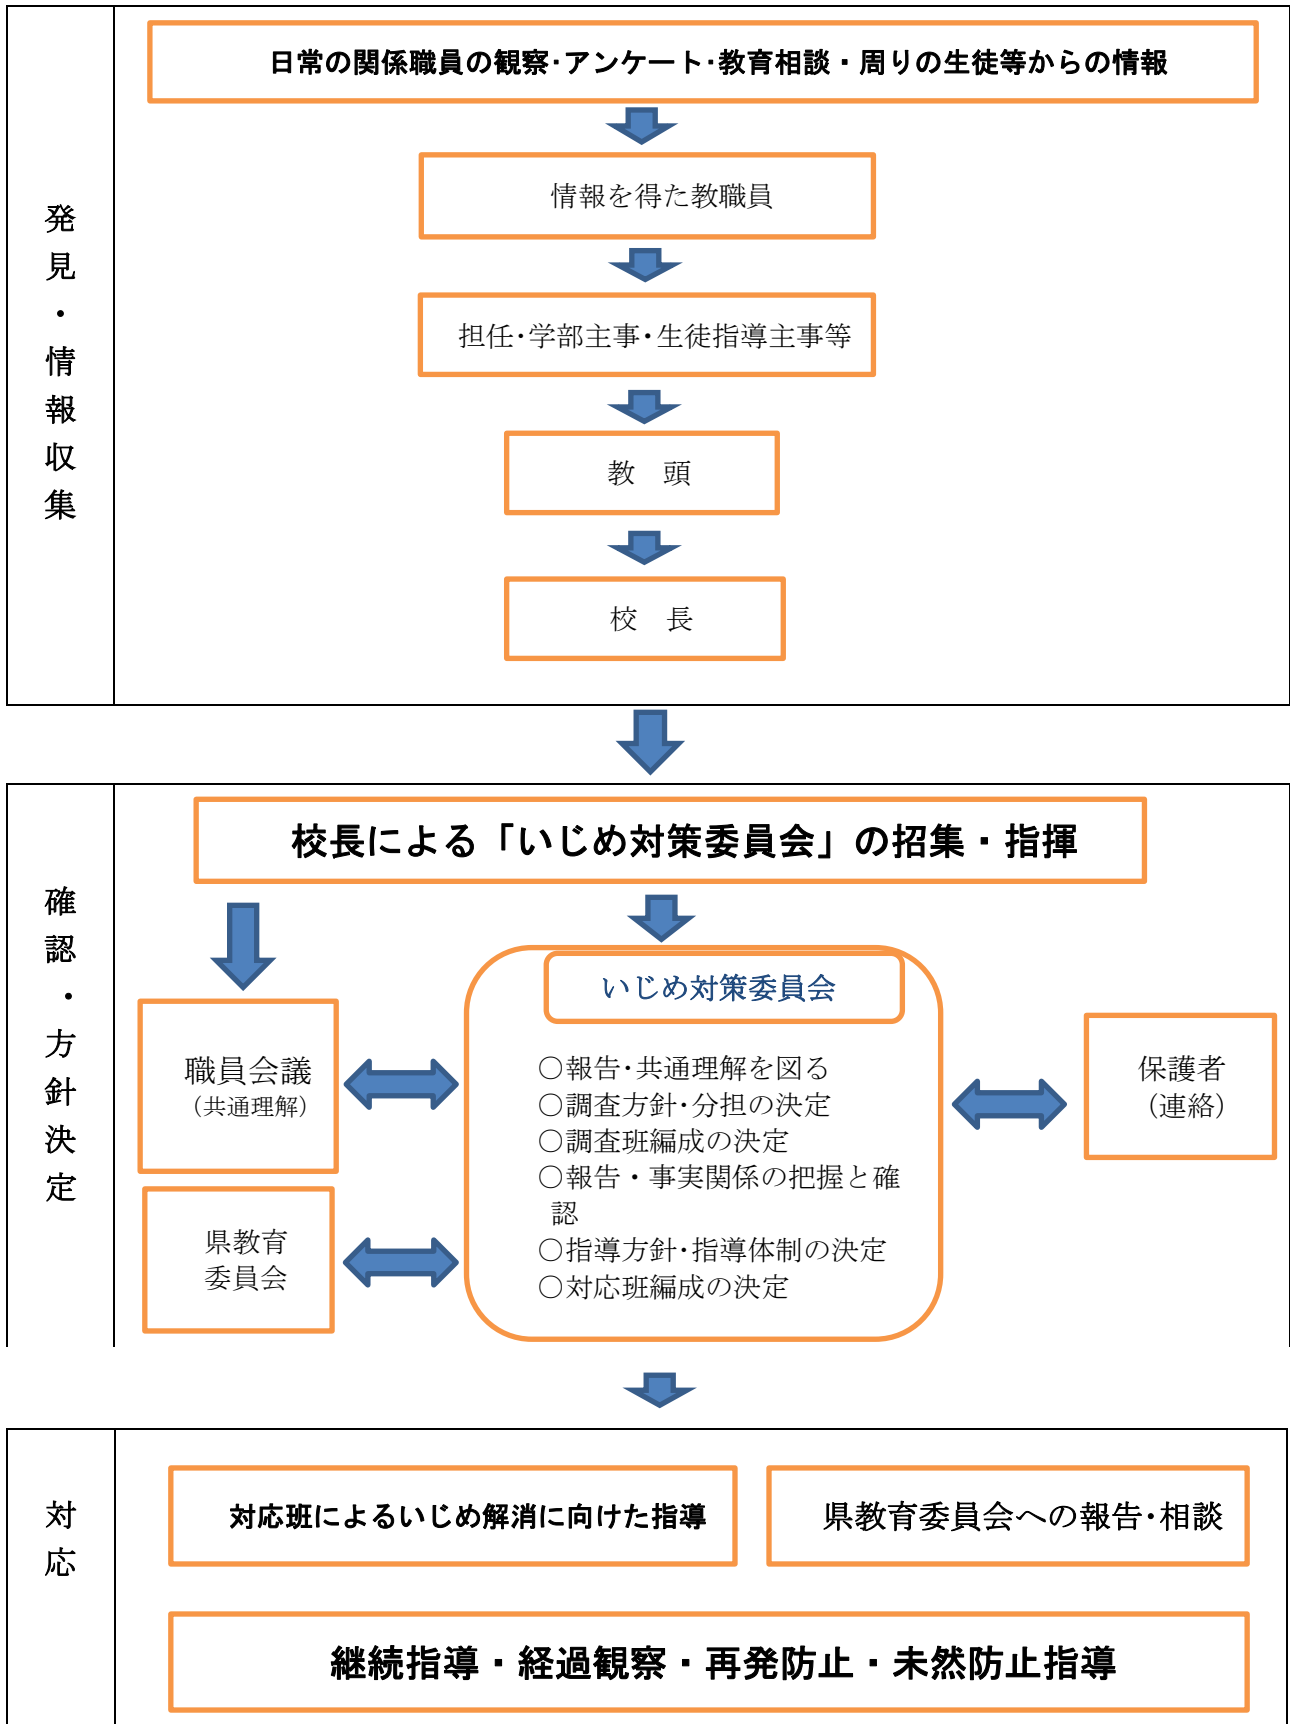 発見・情報収集
日常の関係職員の観察･アンケート･教育相談・周りの生徒等からの情報
情報を得た教職員
担任･学部主事･生徒指導主事等
教　頭
校　長
確認・方針決定
校長による「いじめ対策委員会」の招集・指揮
いじめ対策委員会
職員会議
（共通理解）
県教育
委員会
○報告･共通理解を図る
○調査方針･分担の決定
○調査班編成の決定
○報告・事実関係の把握と確
認
○指導方針･指導体制の決定
○対応班編成の決定
保護者
（連絡）
対応
対応班によるいじめ解消に向けた指導
県教育委員会への報告･相談
継続指導・経過観察・再発防止・未然防止指導